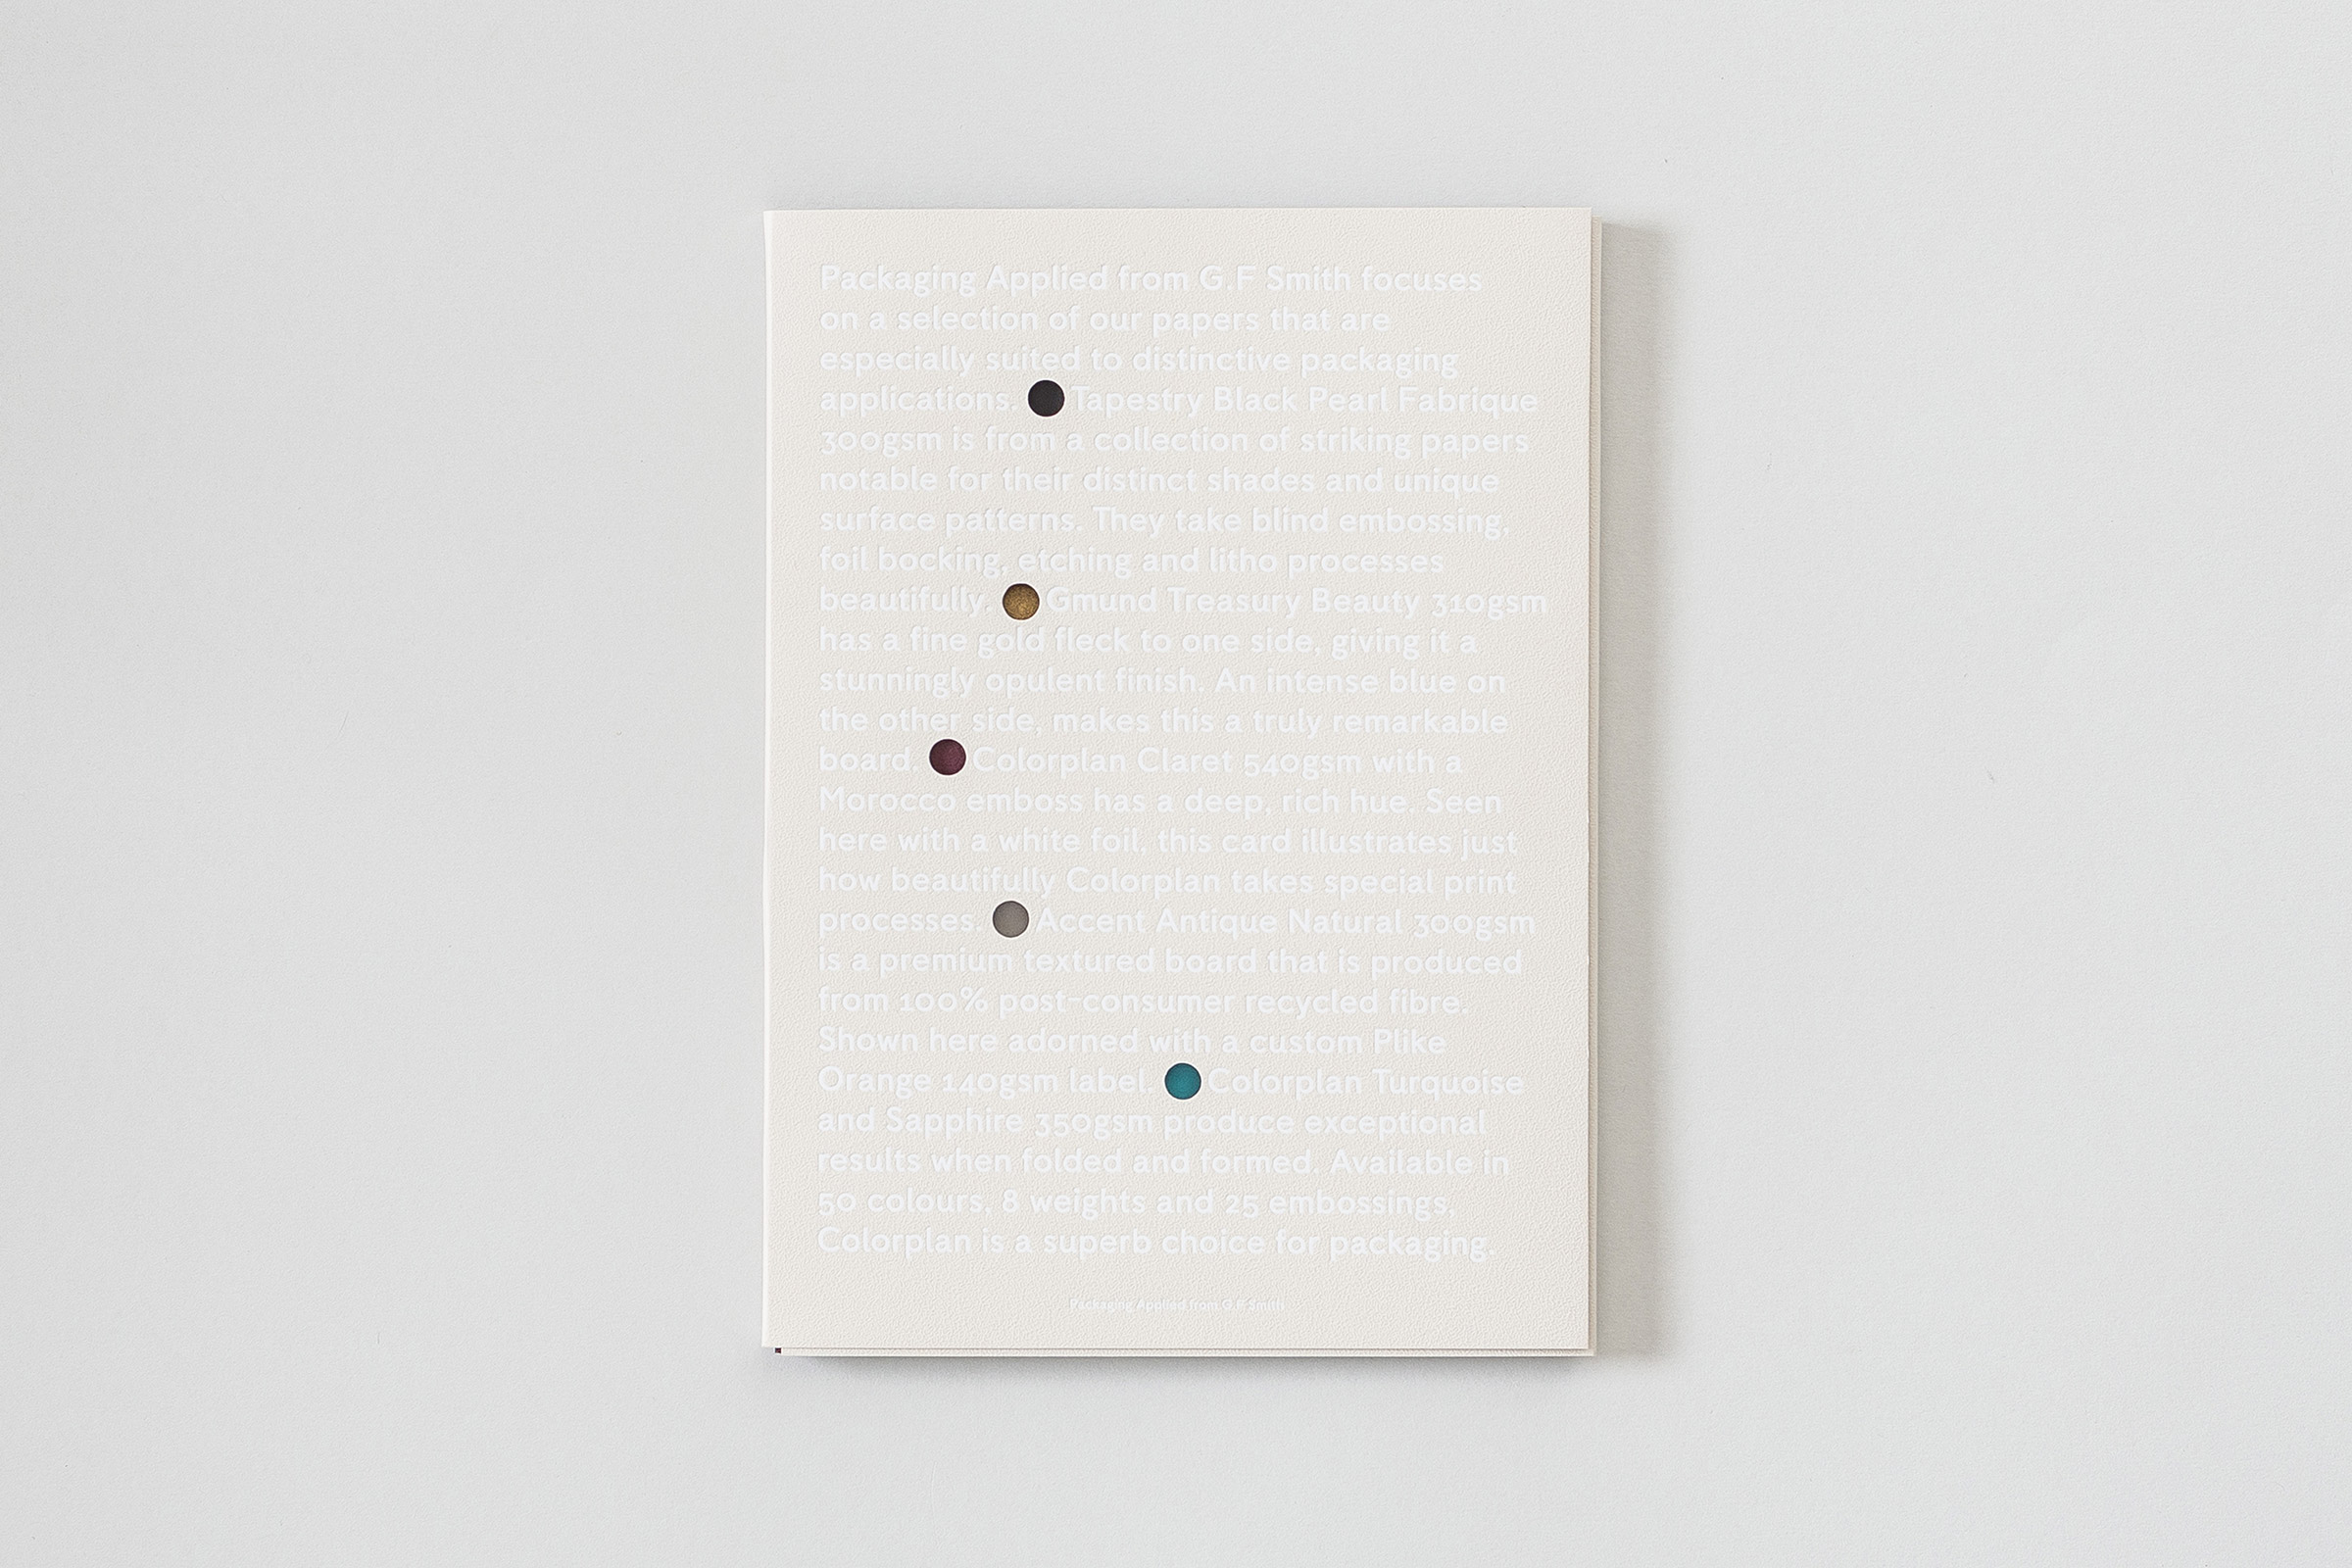 Packaging Applied from G.F Smith focuses
on a selection of our papers that are
especially suited to distinctive packaging
applications. Tapestry Black Pearl Fabrique
300gsm is from a collection of striking papers
notable for their distinct shades and unique
surface patterns. They take blind embossing,
foil bocking, etching and litho processes
beautifully. Gmund Treasury Beauty 310gsm
has a fine gold fleck to one side, giving it a
stunningly opulent finish. An intense blue on
the other side, makes this a truly remarkable
board. Colorplan Claret 540gsm with a
Morocco emboss has a deep, rich hue. Seen
here with a white foil, this card illustrates just
how beautifully Colorplan takes special print
processes. Accent Antique Natural 300gsm
is a premium textured board that is produced
from 100% post-consumer recycled fibre.
Shown here adorned with a custom Plike
Orange 140gsm label. Colorplan Turquoise
and Sapphire 350gsm produce exceptional
results when folded and formed. Available in
50 colours, 8 weights and 25 embossings,
Colorplan is a superb choice for packaging.
Packaging Applied from G.F Smith